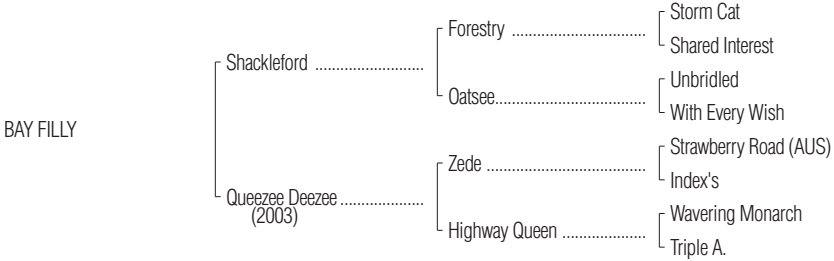 Storm Cat
Forestry ................................
Shared Interest
Shackleford ..........................
Unbridled
Oatsee....................................
With Every Wish
BAY FILLY
Strawberry Road (AUS)
Zede ......................................
Index's
Queezee Deezee ....................
(2003)
Wavering Monarch
Highway Queen ....................
Triple A.